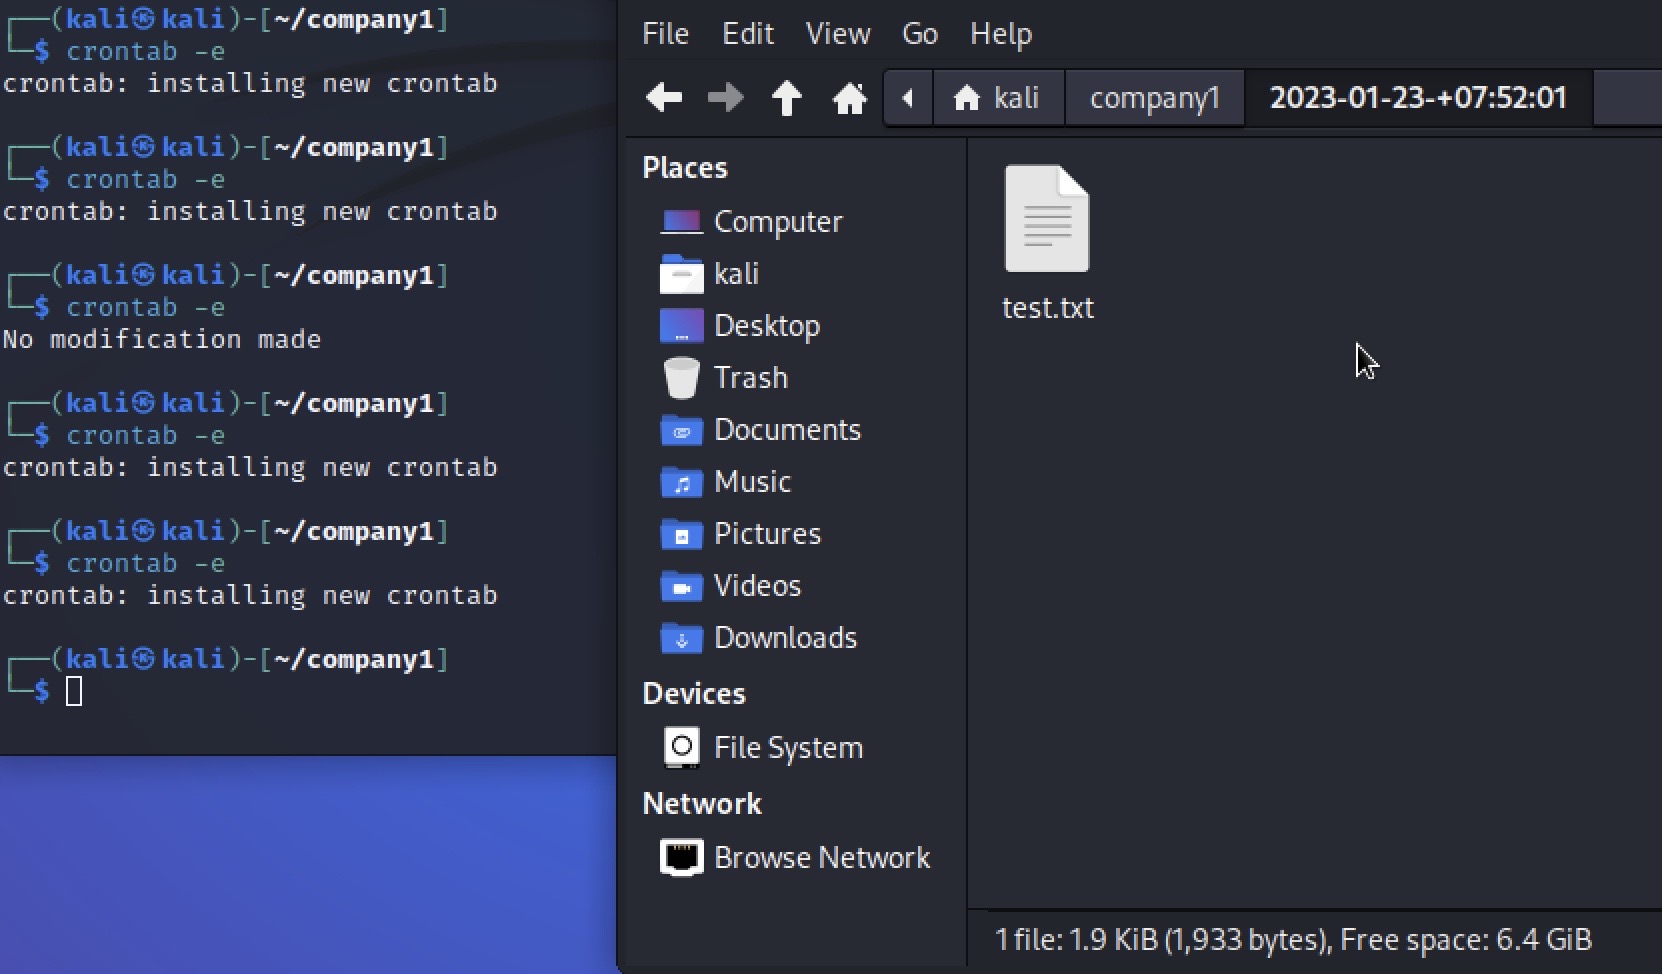 ┌──(kali㉿kali)-[~/company1]
└─$ crontab -e
crontab: installing new crontab
┌──(kali㉿kali)-[~/company1]
└─$ crontab -e
crontab: installing new crontab
┌──(kali㉿kali)-[~/company1]
└─$ crontab -e
No modification made
┌──(kali㉿kali)-[~/company1]
└─$ crontab -e
crontab: installing new crontab
┌──(kali㉿kali)-[~/company1]
└─$ crontab -e
crontab: installing new crontab
┌──(kali㉿kali)-[~/company1]
└─$
File Edit View Go Help
kali company1 2023-01-23-+07:52:01
Places
Computer
kali
Desktop
Trash
Documents
Music
Pictures
Videos
Downloads
Devices
File System
Network
Browse Network
test.txt
1 file: 1.9 KiB (1,933 bytes), Free space: 6.4 GiB